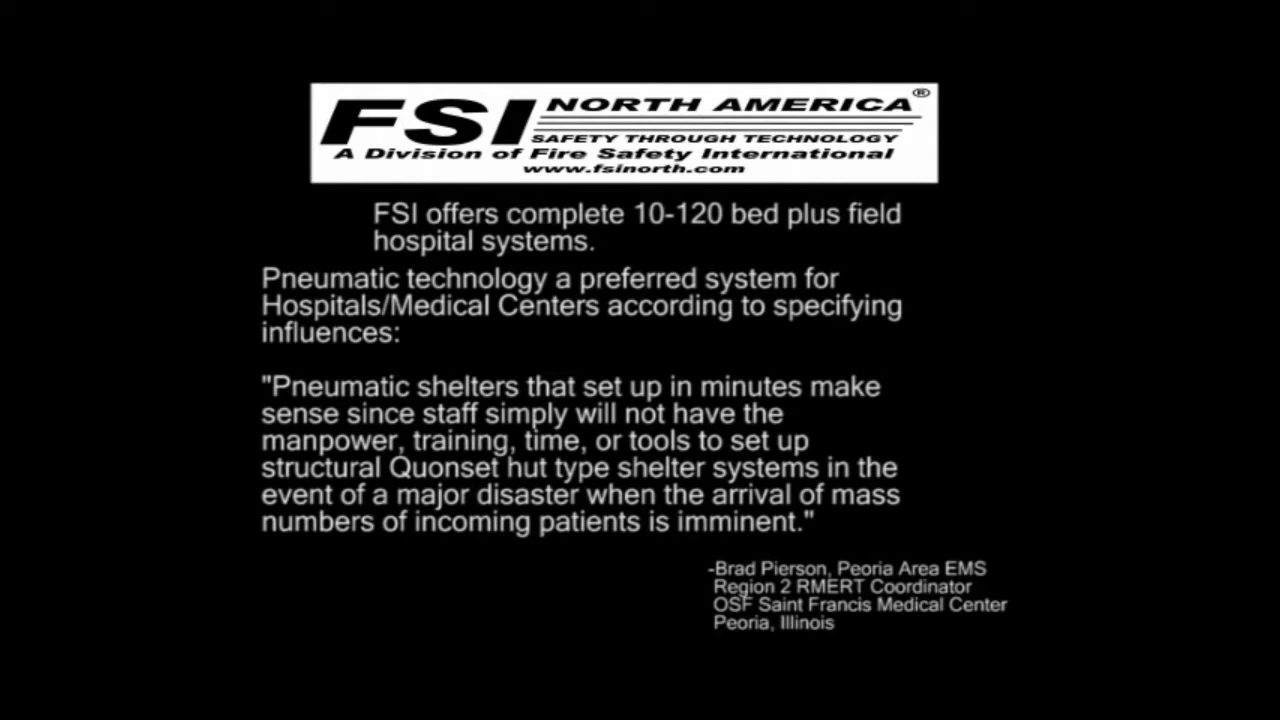 FSI NORTH AMERICA®
SAFETY THROUGH TECHNOLOGY
A Division of Fire Safety International
www.fsinorth.com
FSI offers complete 10-120 bed plus field
hospital systems.
Pneumatic technology a preferred system for
Hospitals/Medical Centers according to specifying
influences:
"Pneumatic shelters that set up in minutes make
sense since staff simply will not have the
manpower, training, time, or tools to set up
structural Quonset hut type shelter systems in the
event of a major disaster when the arrival of mass
numbers of incoming patients is imminent."
-Brad Pierson, Peoria Area EMS
Region 2 RMERT Coordinator
OSF Saint Francis Medical Center
Peoria, Illinois